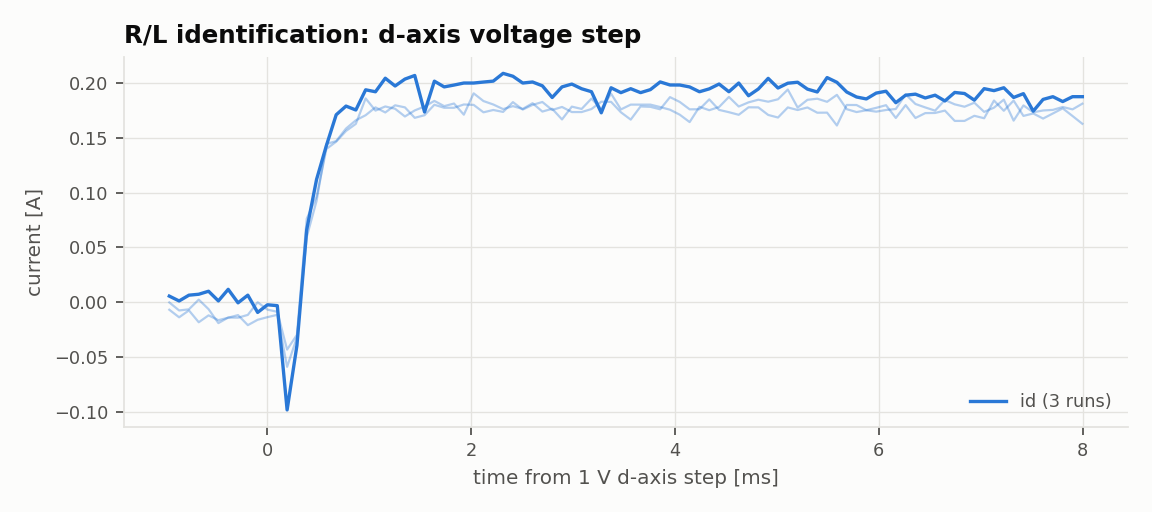 R/L identification: d-axis voltage step
0.20
0.15
0.10
0.05
0.00
−0.05
−0.10
current [A]
id (3 runs)
0 2 4 6 8
time from 1 V d-axis step [ms]